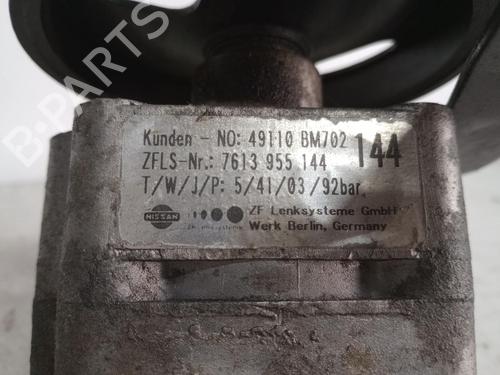 B-PARTS
Künden - NO: 49110 BM702
144
ZFLS-Nr.: 7613 955 144
T/W/J/P: 5/41/03/92bar
NISSAN
ZF Lenksysteme GmbH
Werk Berlin, Germany